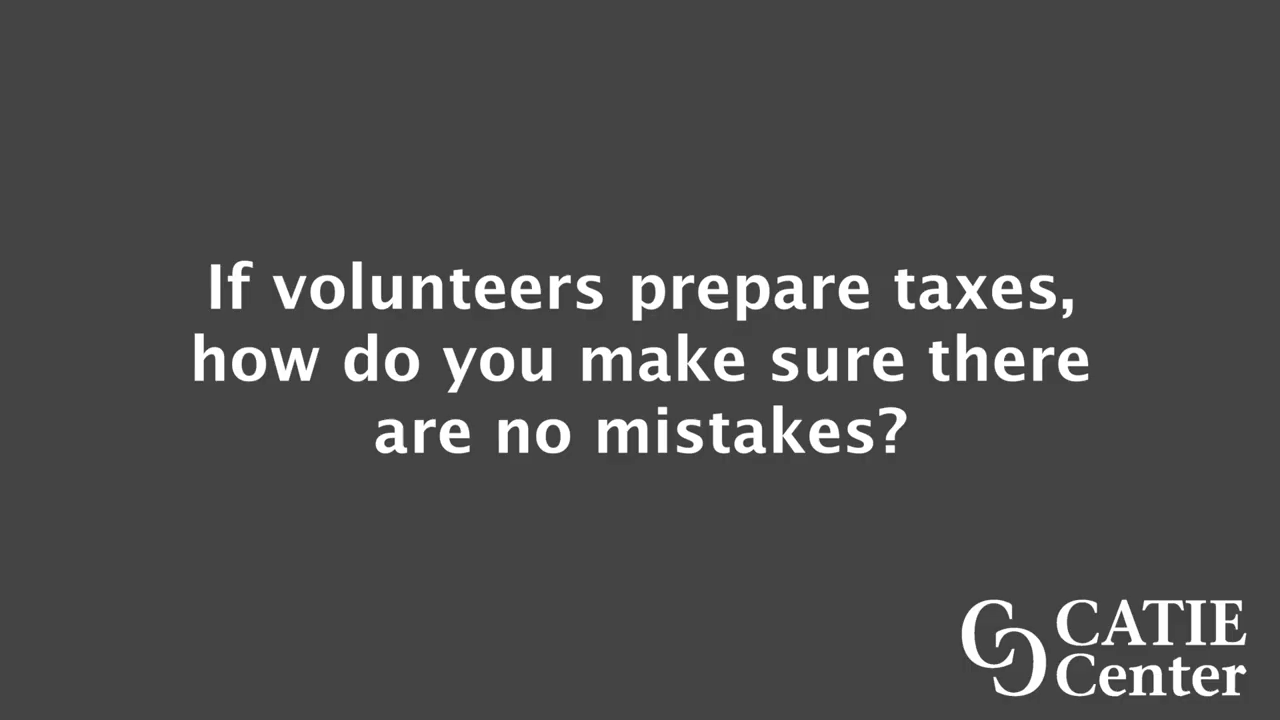 If volunteers prepare taxes,
how do you make sure there
are no mistakes?
CATIE
Center